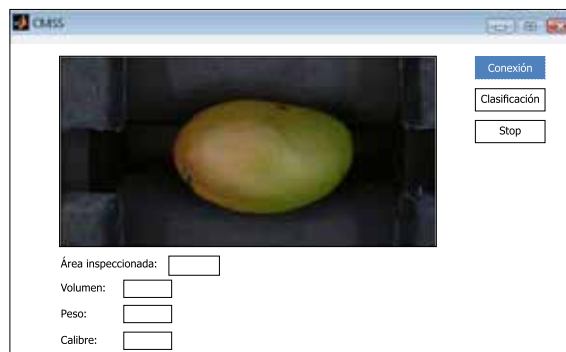 CMSS
Conexión
Clasificación
Stop
Área inspeccionada:
Volumen:
Peso:
Calibre: